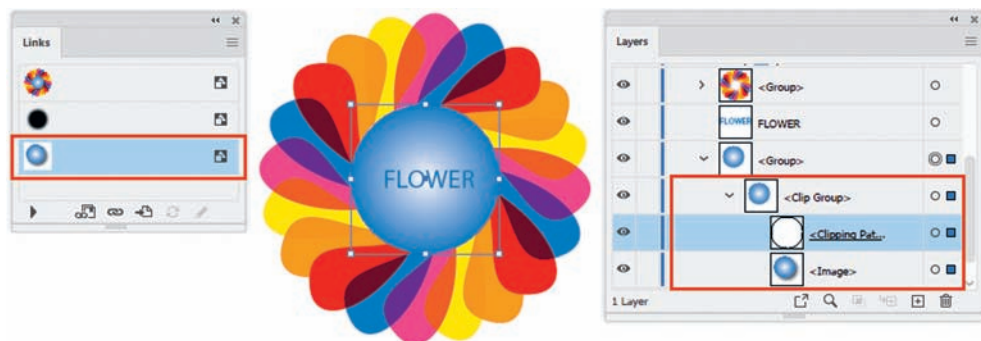 Links
FLOWER
Layers
<Group>
FLOWER
FLOWER
<Group>
<Clip Group>
<Clipping Pat...
<Image>
1 Layer